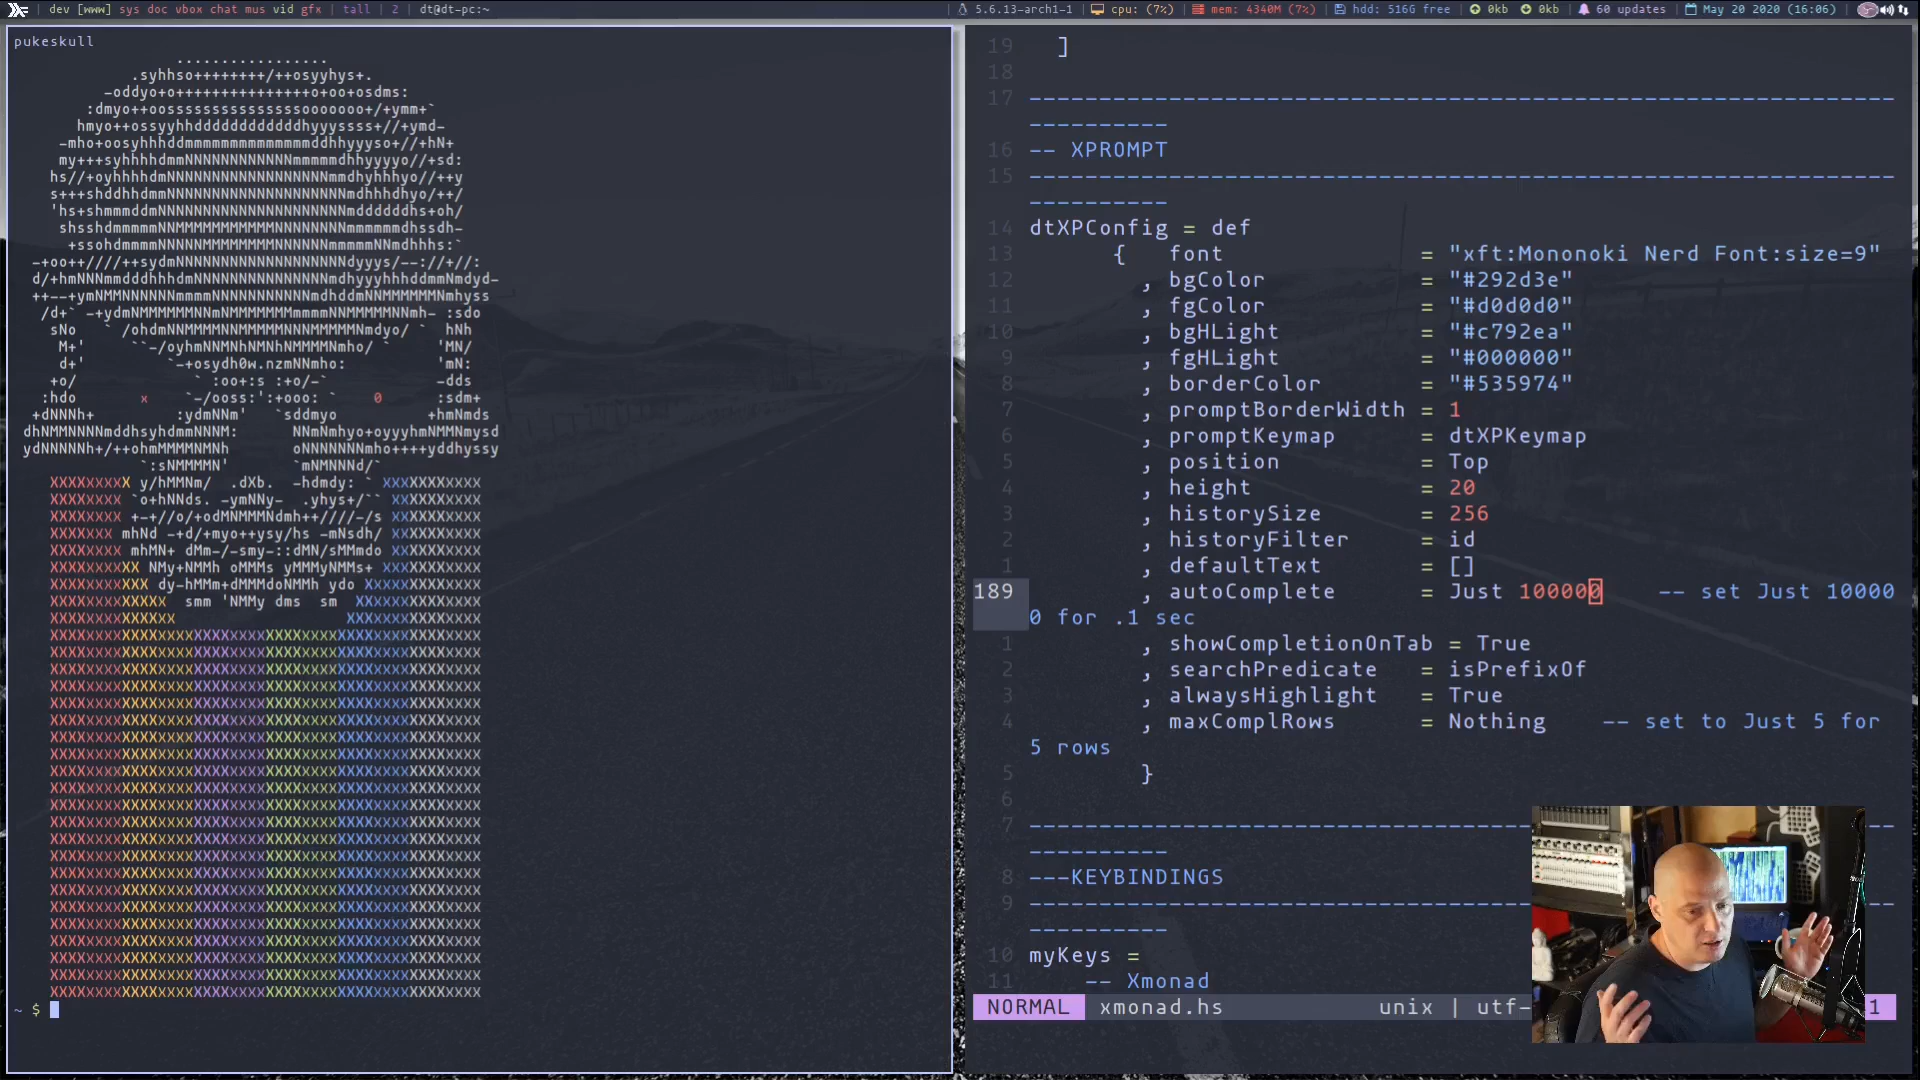 dev [www] sys doc vbox chat mus vid gfx | tall | 2 | dt@dt-pc:~
| 5.6.13-arch1-1 | cpu: (7%) | mem: 4340M (7%) | hdd: 516G free | 0kb 0kb | 60 updates | May 20 2020 (16:06)
pukeskull
~ $
19 ]
18
17 ---------------------------------------------------------------
----------
16 -- XPROMPT
15 ---------------------------------------------------------------
----------
14 dtXPConfig = def
13 { font = "xft:Mononoki Nerd Font:size=9"
12 , bgColor = "#292d3e"
11 , fgColor = "#d0d0d0"
10 , bgHLight = "#c792ea"
9 , fgHLight = "#000000"
8 , borderColor = "#535974"
7 , promptBorderWidth = 1
6 , promptKeymap = dtXPKeymap
5 , position = Top
4 , height = 20
3 , historySize = 256
2 , historyFilter = id
1 , defaultText = []
189 , autoComplete = Just 100000 -- set Just 10000
0 for .1 sec
1 , showCompletionOnTab = True
2 , searchPredicate = isPrefixOf
3 , alwaysHighlight = True
4 , maxComplRows = Nothing -- set to Just 5 for
5 rows
5 }
6
7 -------------------------------------
----------
8 ---KEYBINDINGS
9 -------------------------------------
----------
10 myKeys =
11 -- Xmonad
NORMAL xmonad.hs unix | utf- 1